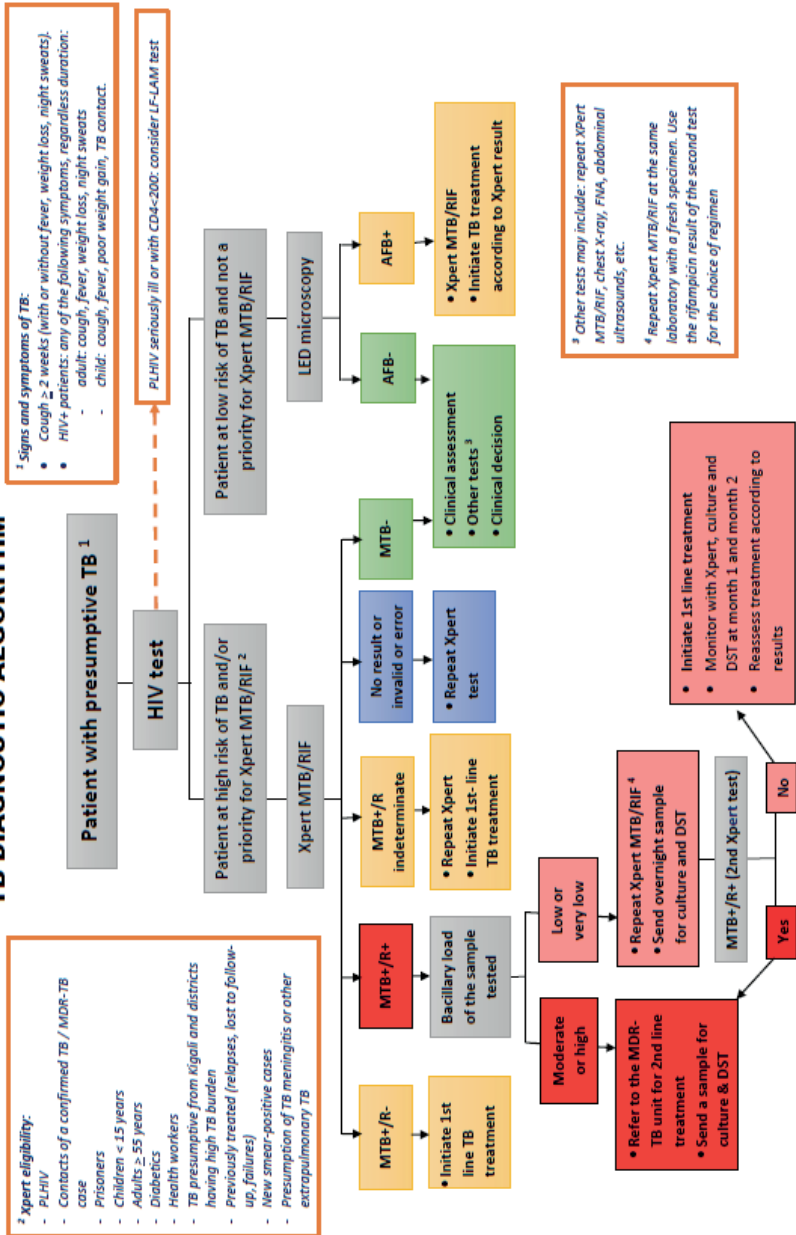 TB DIAGNOSTIC ALGORITHM
Patient with presumptive TB ¹
HIV test
¹ Signs and symptoms of TB:
• Cough ≥ 2 weeks (with or without fever, weight loss, night sweats).
• HIV+ patients: any of the following symptoms, regardless duration:
- adult: cough, fever, weight loss, night sweats
- child: cough, fever, poor weight gain, TB contact.
PLHIV seriously ill or with CD4<200: consider LF-LAM test
² Xpert eligibility:
- PLHIV
- Contacts of a confirmed TB / MDR-TB
case
- Prisoners
- Children < 15 years
- Adults ≥ 55 years
- Diabetics
- Health workers
- TB presumptive from Kigali and districts
having high TB burden
- Previously treated (relapses, lost to follow-
up, failures)
- New smear-positive cases
- Presumption of TB meningitis or other
extrapulmonary TB
Patient at high risk of TB and/or
priority for Xpert MTB/RIF ²
Patient at low risk of TB and not a
priority for Xpert MTB/RIF
Xpert MTB/RIF
LED microscopy
MTB+/R-
MTB+/R+
MTB+/R
indeterminate
No result or
invalid or error
MTB-
AFB-
AFB+
• Initiate 1st
line TB
treatment
Bacillary load
of the sample
tested
• Repeat Xpert
• Initiate 1st- line
TB treatment
• Repeat Xpert
test
• Clinical assessment
• Other tests ³
• Clinical decision
• Xpert MTB/RIF
• Initiate TB treatment
according to Xpert result
Moderate
or high
Low or
very low
• Refer to the MDR-
TB unit for 2nd line
treatment
• Send a sample for
culture & DST
• Repeat Xpert MTB/RIF ⁴
• Send overnight sample
for culture and DST
MTB+/R+ (2nd Xpert test)
Yes
No
• Initiate 1st line treatment
• Monitor with Xpert, culture and
DST at month 1 and month 2
• Reassess treatment according to
results
³ Other tests may include: repeat XPert
MTB/RIF, chest X-ray, FNA, abdominal
ultrasounds, etc.
⁴ Repeat Xpert MTB/RIF at the same
laboratory with a fresh specimen. Use
the rifampicin result of the second test
for the choice of regimen